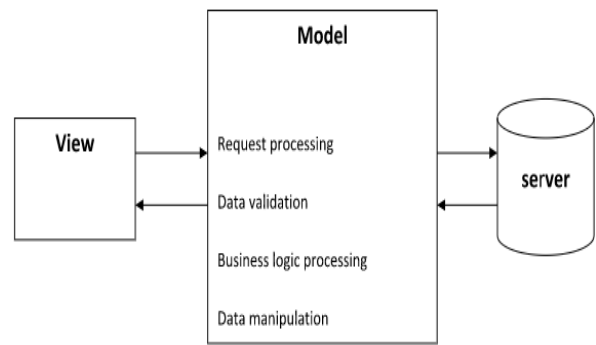 Model
View
Request processing
Data validation
server
Business logic processing
Data manipulation